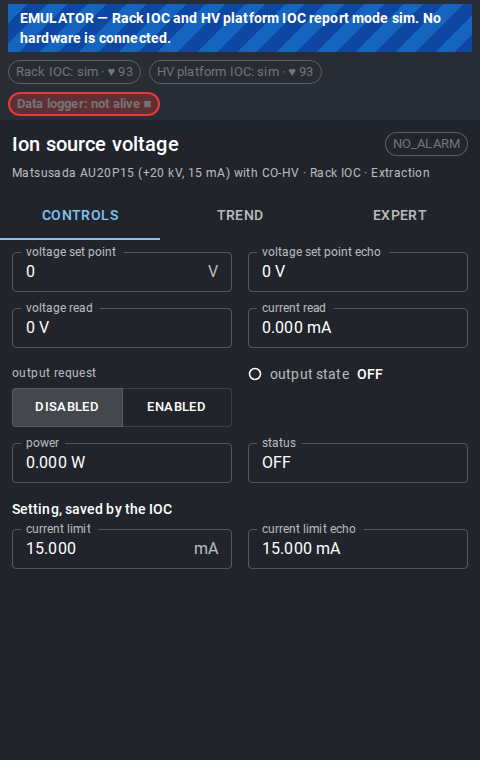 EMULATOR — Rack IOC and HV platform IOC report mode sim. No
hardware is connected.
Rack IOC: sim · ♥ 93
HV platform IOC: sim · ♥ 93
Data logger: not alive ■
Ion source voltage
NO_ALARM
Matsusada AU20P15 (+20 kV, 15 mA) with CO-HV · Rack IOC · Extraction
CONTROLS
TREND
EXPERT
voltage set point
0 V
voltage set point echo
0 V
voltage read
0 V
current read
0.000 mA
output request
DISABLED
ENABLED
output state OFF
power
0.000 W
status
OFF
Setting, saved by the IOC
current limit
15.000 mA
current limit echo
15.000 mA